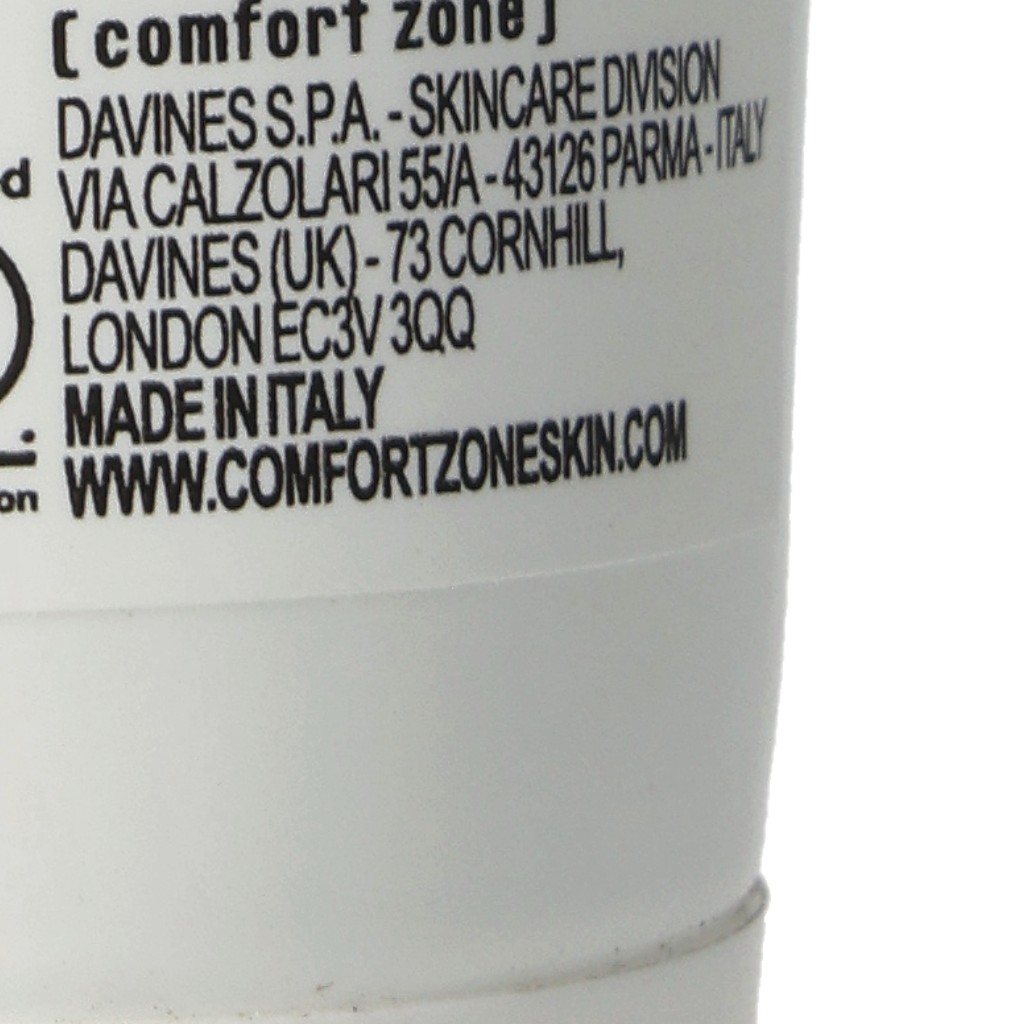 [ comfort zone ]
DAVINES S.P.A. - SKINCARE DIVISION
VIA CALZOLARI 55/A - 43126 PARMA - ITALY
DAVINES (UK) - 73 CORNHILL,
LONDON EC3V 3QQ
MADE IN ITALY
WWW.COMFORTZONESKIN.COM